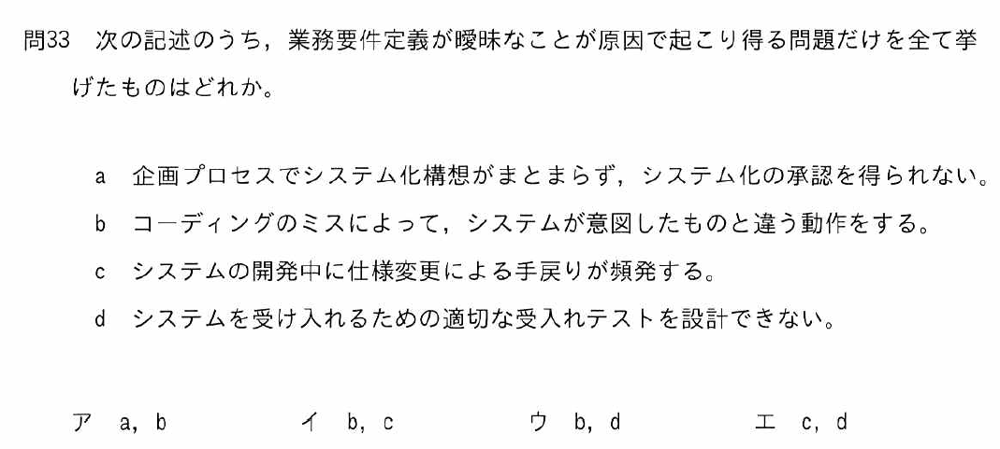 問33　次の記述のうち，業務要件定義が曖昧なことが原因で起こり得る問題だけを全て挙
げたものはどれか。
a　企画プロセスでシステム化構想がまとまらず，システム化の承認を得られない。
b　コーディングのミスによって，システムが意図したものと違う動作をする。
c　システムの開発中に仕様変更による手戻りが頻発する。
d　システムを受け入れるための適切な受入れテストを設計できない。
ア　a，b　イ　b，c　ウ　b，d　エ　c，d